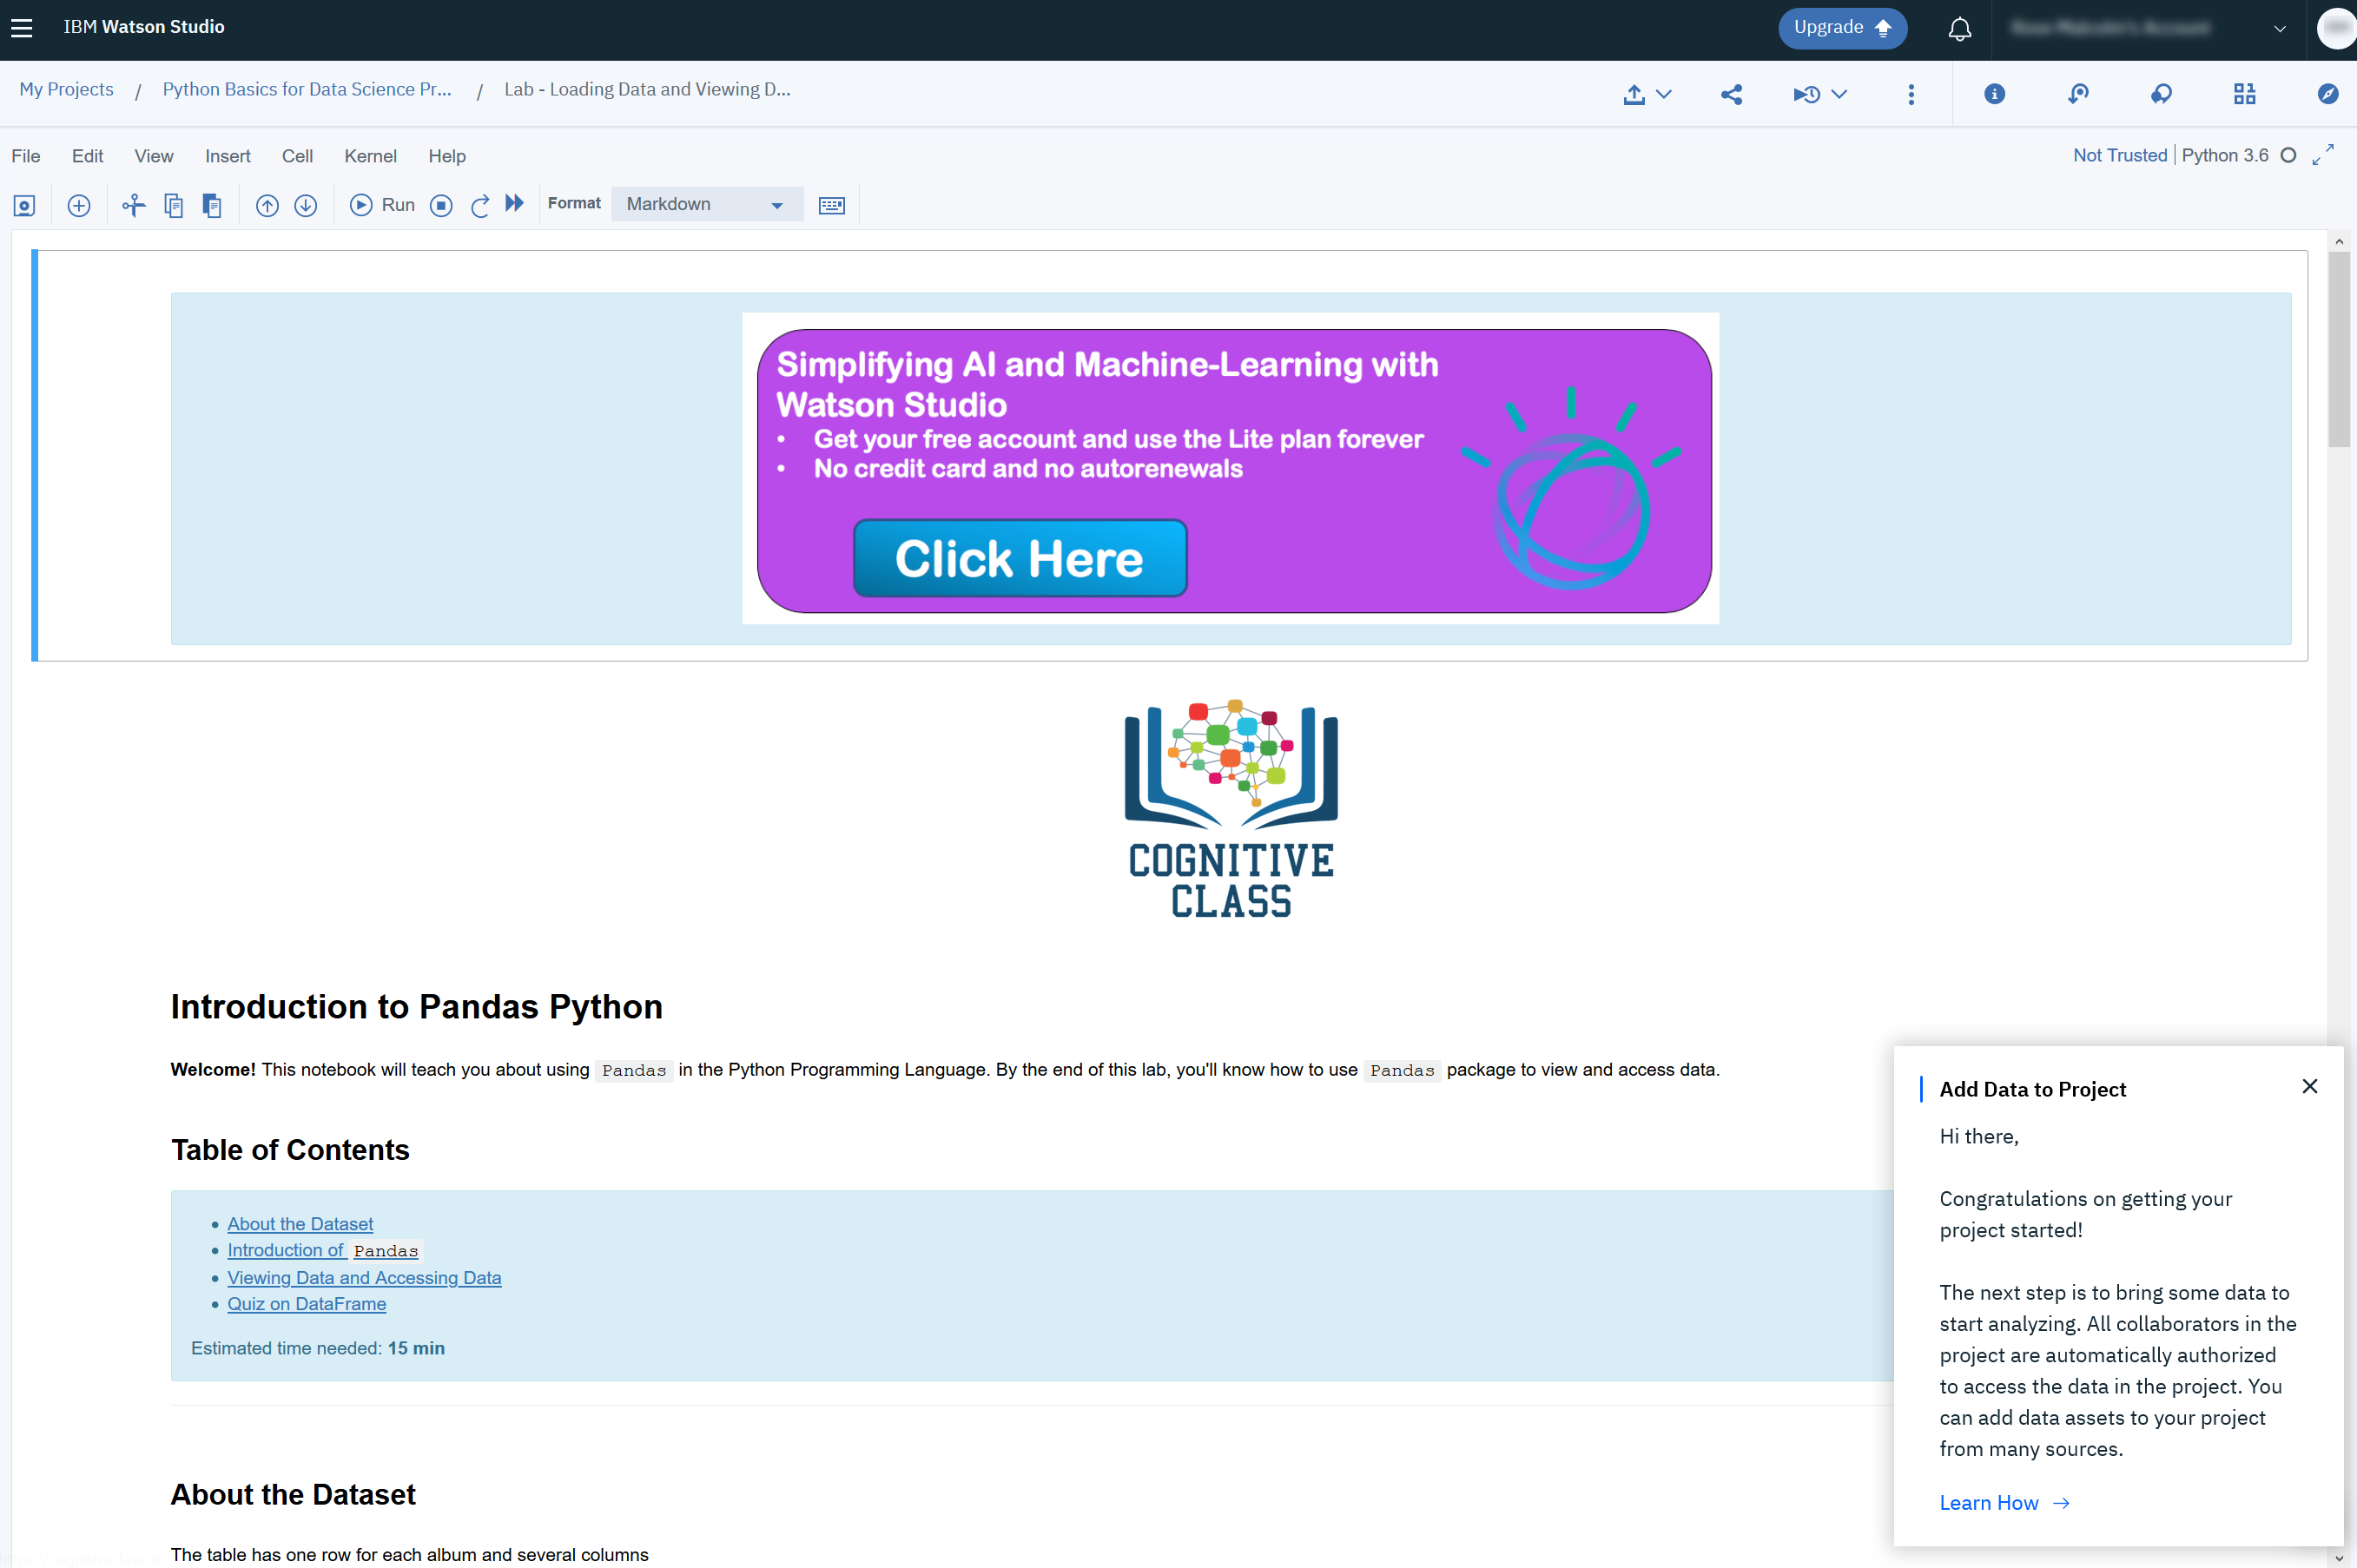 IBM Watson Studio
Upgrade
My Projects / Python Basics for Data Science Pr... / Lab - Loading Data and Viewing D...
File Edit View Insert Cell Kernel Help
Not Trusted | Python 3.6
Run
Format
Markdown
Simplifying AI and Machine-Learning with
Watson Studio
• Get your free account and use the Lite plan forever
• No credit card and no autorenewals
Click Here
COGNITIVE
CLASS
Introduction to Pandas Python
Welcome! This notebook will teach you about using Pandas in the Python Programming Language. By the end of this lab, you'll know how to use Pandas package to view and access data.
Table of Contents
• About the Dataset
• Introduction of Pandas
• Viewing Data and Accessing Data
• Quiz on DataFrame
Estimated time needed: 15 min
About the Dataset
The table has one row for each album and several columns
Add Data to Project
Hi there,
Congratulations on getting your
project started!
The next step is to bring some data to
start analyzing. All collaborators in the
project are automatically authorized
to access the data in the project. You
can add data assets to your project
from many sources.
Learn How →